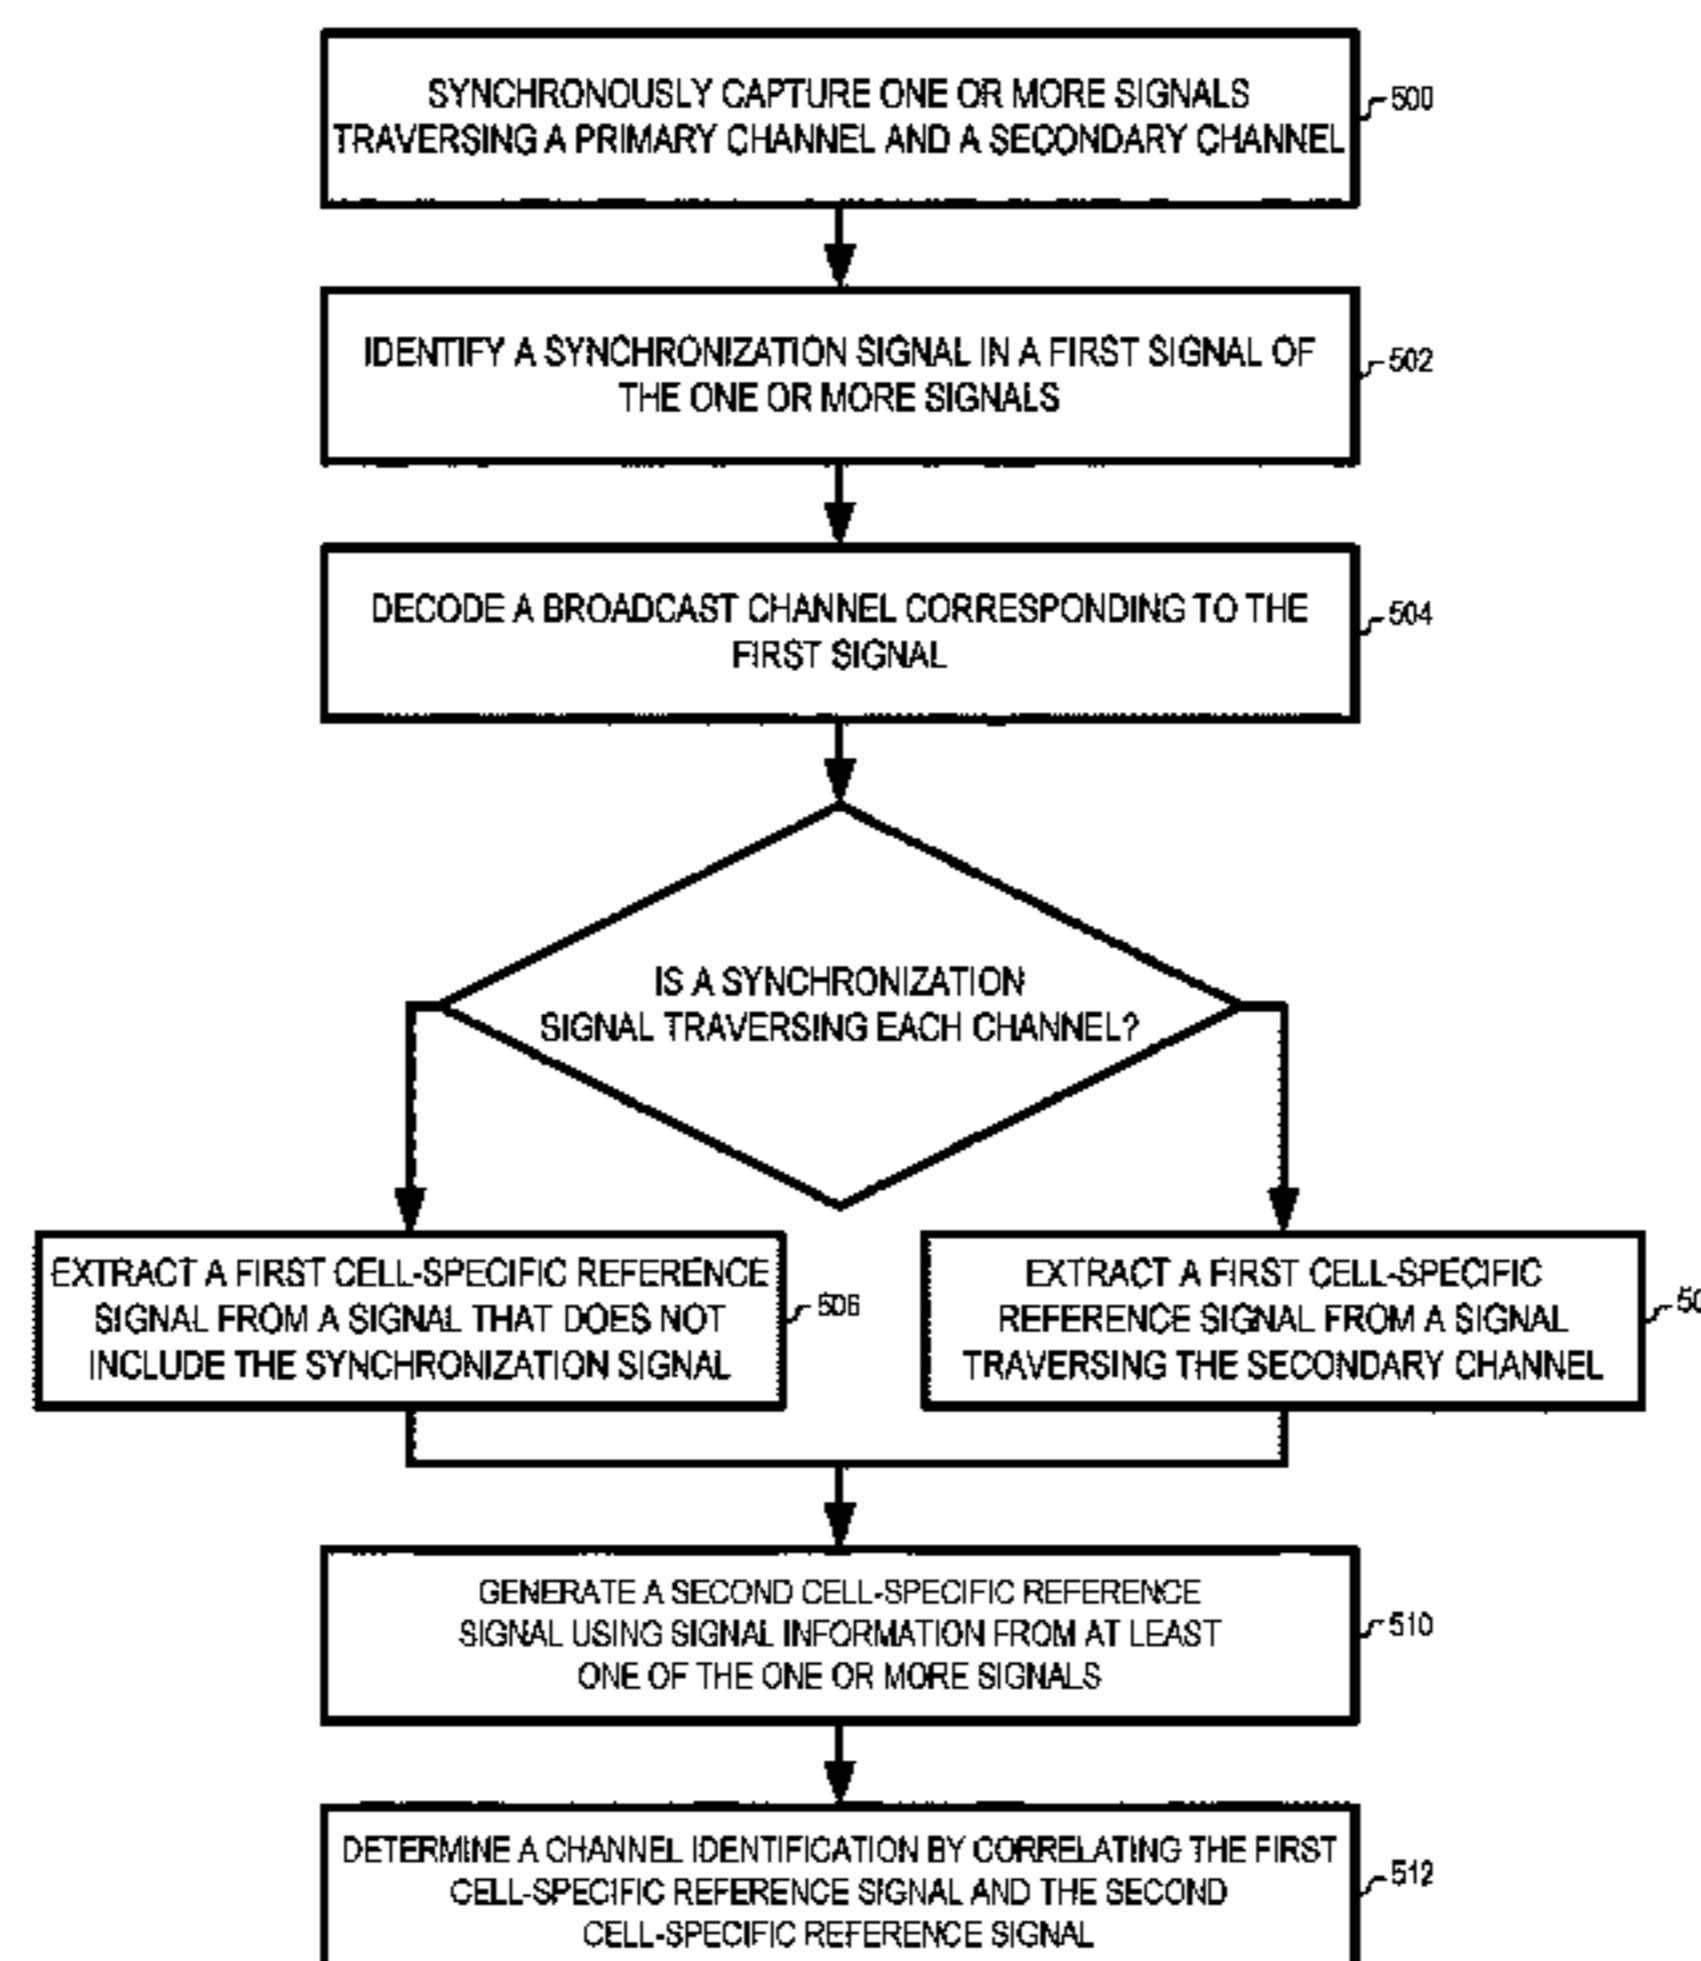 SYNCHRONOUSLY CAPTURE ONE OR MORE SIGNALS
TRAVERSING A PRIMARY CHANNEL AND A SECONDARY CHANNEL
500
IDENTIFY A SYNCHRONIZATION SIGNAL IN A FIRST SIGNAL OF
THE ONE OR MORE SIGNALS
502
DECODE A BROADCAST CHANNEL CORRESPONDING TO THE
FIRST SIGNAL
504
IS A SYNCHRONIZATION
SIGNAL TRAVERSING EACH CHANNEL?
EXTRACT A FIRST CELL-SPECIFIC REFERENCE
SIGNAL FROM A SIGNAL THAT DOES NOT
INCLUDE THE SYNCHRONIZATION SIGNAL
506
EXTRACT A FIRST CELL-SPECIFIC
REFERENCE SIGNAL FROM A SIGNAL
TRAVERSING THE SECONDARY CHANNEL
GENERATE A SECOND CELL-SPECIFIC REFERENCE
SIGNAL USING SIGNAL INFORMATION FROM AT LEAST
ONE OF THE ONE OR MORE SIGNALS
510
DETERMINE A CHANNEL IDENTIFICATION BY CORRELATING THE FIRST
CELL-SPECIFIC REFERENCE SIGNAL AND THE SECOND
CELL-SPECIFIC REFERENCE SIGNAL
512